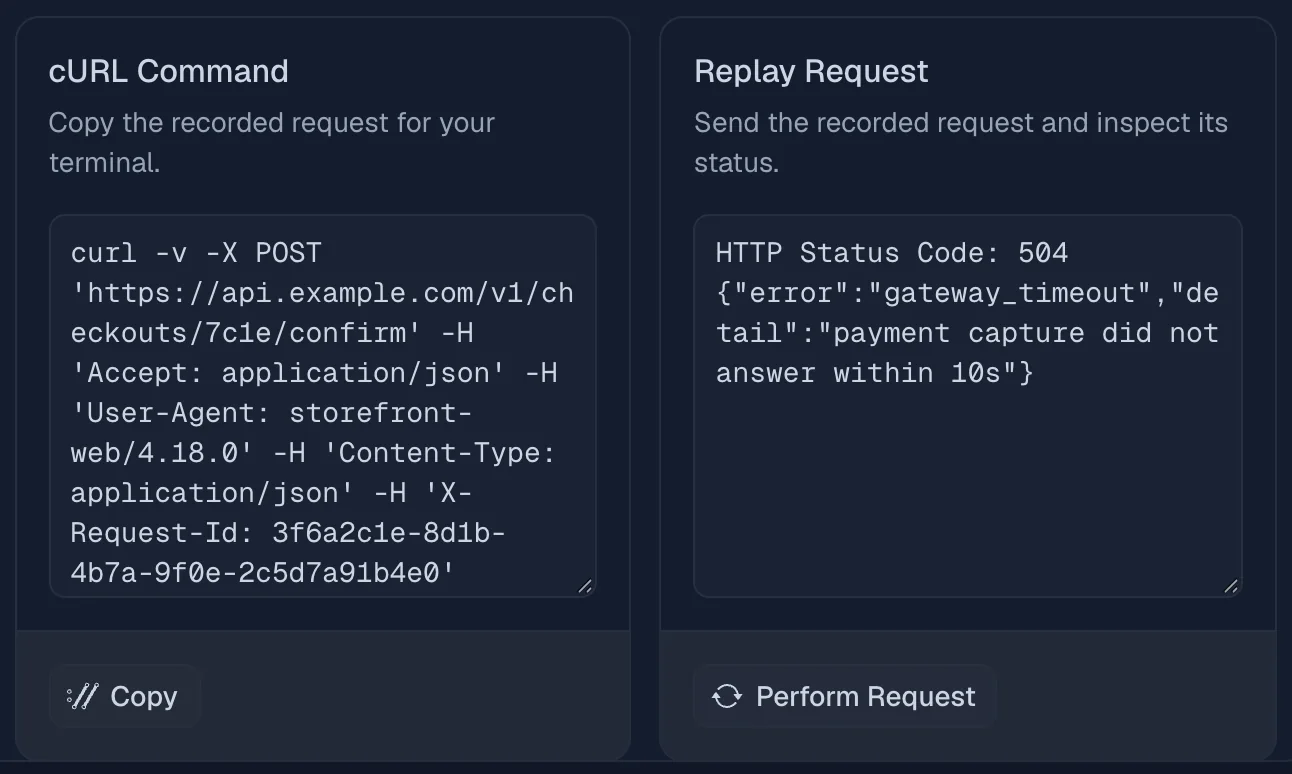 cURL Command
Copy the recorded request for your
terminal.
curl -v -X POST
'https://api.example.com/v1/ch
eckouts/7c1e/confirm' -H
'Accept: application/json' -H
'User-Agent: storefront-
web/4.18.0' -H 'Content-Type:
application/json' -H 'X-
Request-Id: 3f6a2c1e-8d1b-
4b7a-9f0e-2c5d7a91b4e0'
Copy
Replay Request
Send the recorded request and inspect its
status.
HTTP Status Code: 504
{"error":"gateway_timeout","de
tail":"payment capture did not
answer within 10s"}
Perform Request